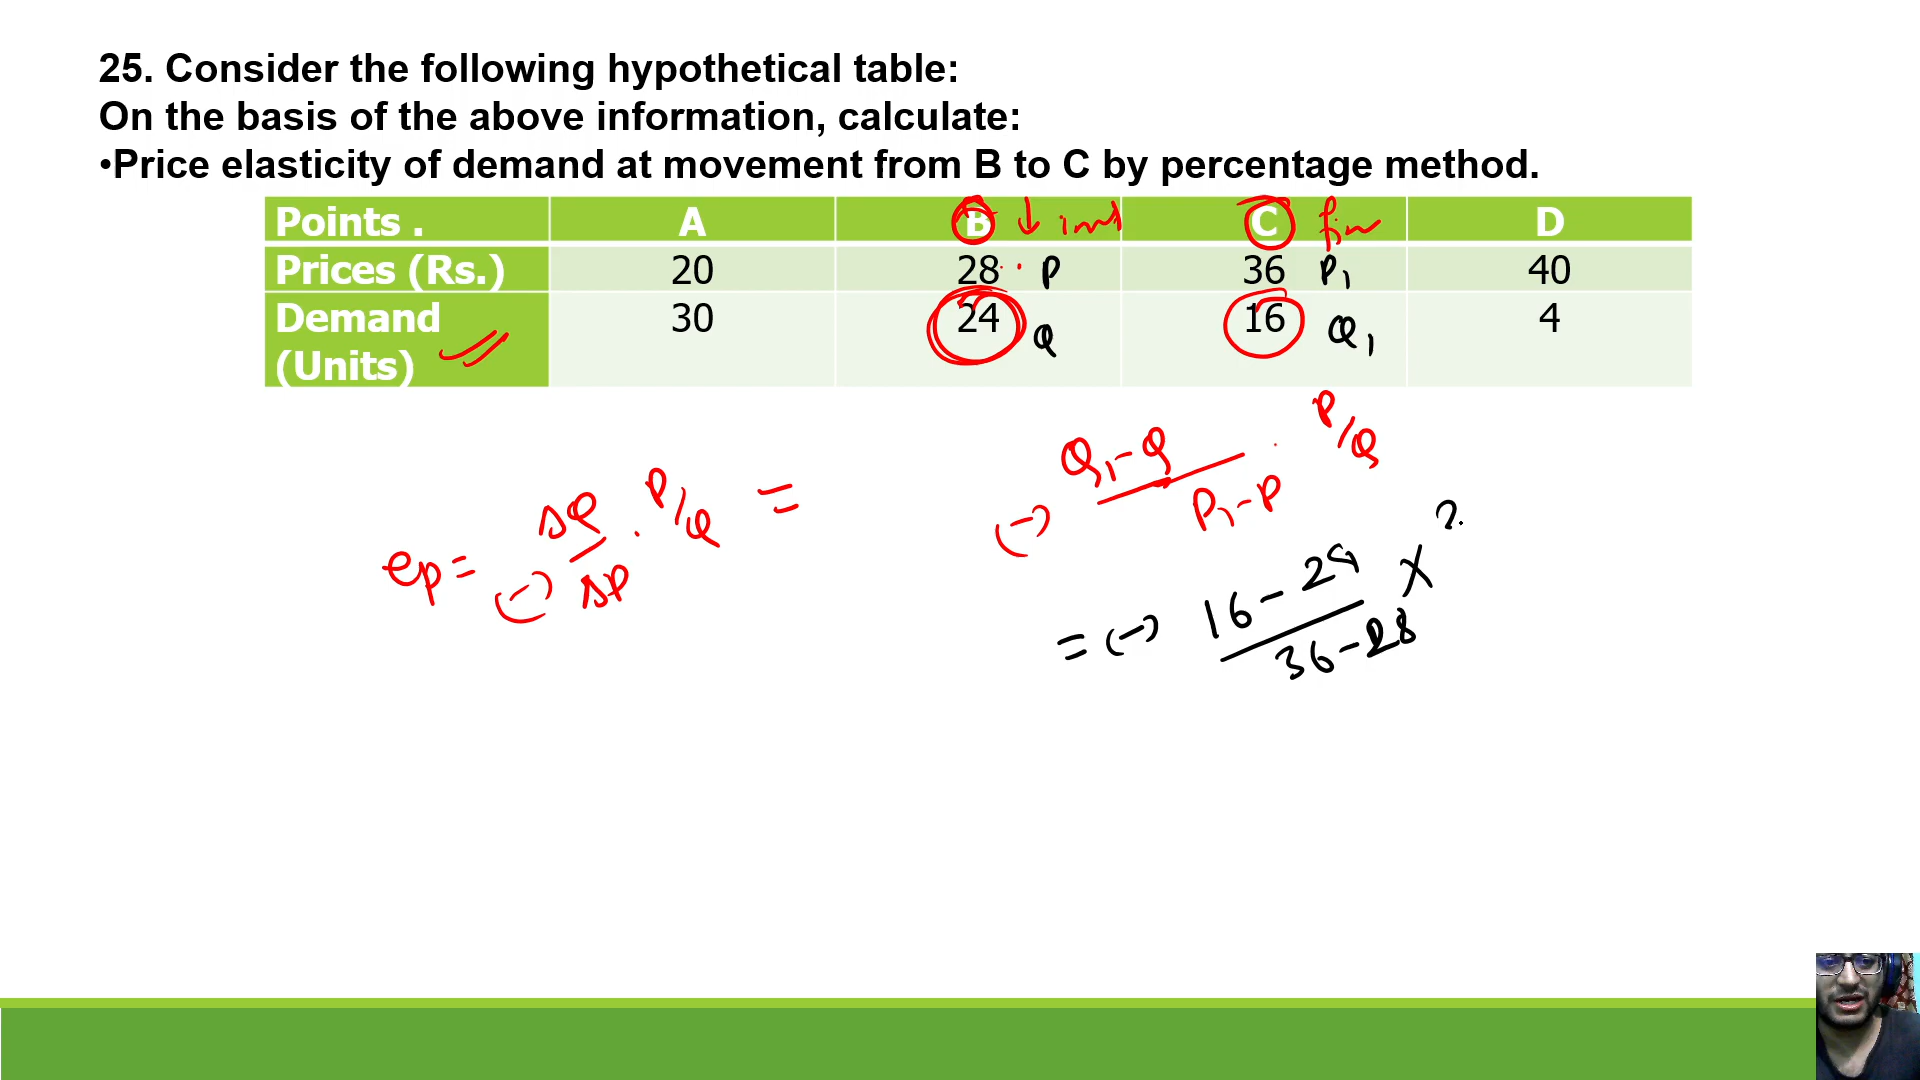 25. Consider the following hypothetical table:
On the basis of the above information, calculate:
•Price elasticity of demand at movement from B to C by percentage method.
Points . A B ↓ C D
Prices (Rs.) 20 28 P 36 P₁ 40
Demand (Units) 30 24 Q 16 Q₁ 4
ep = (-) ΔQ/ΔP . P/Q = (-) Q₁-Q/P₁-P . P/Q
= (-) 16-24/36-28 X 2